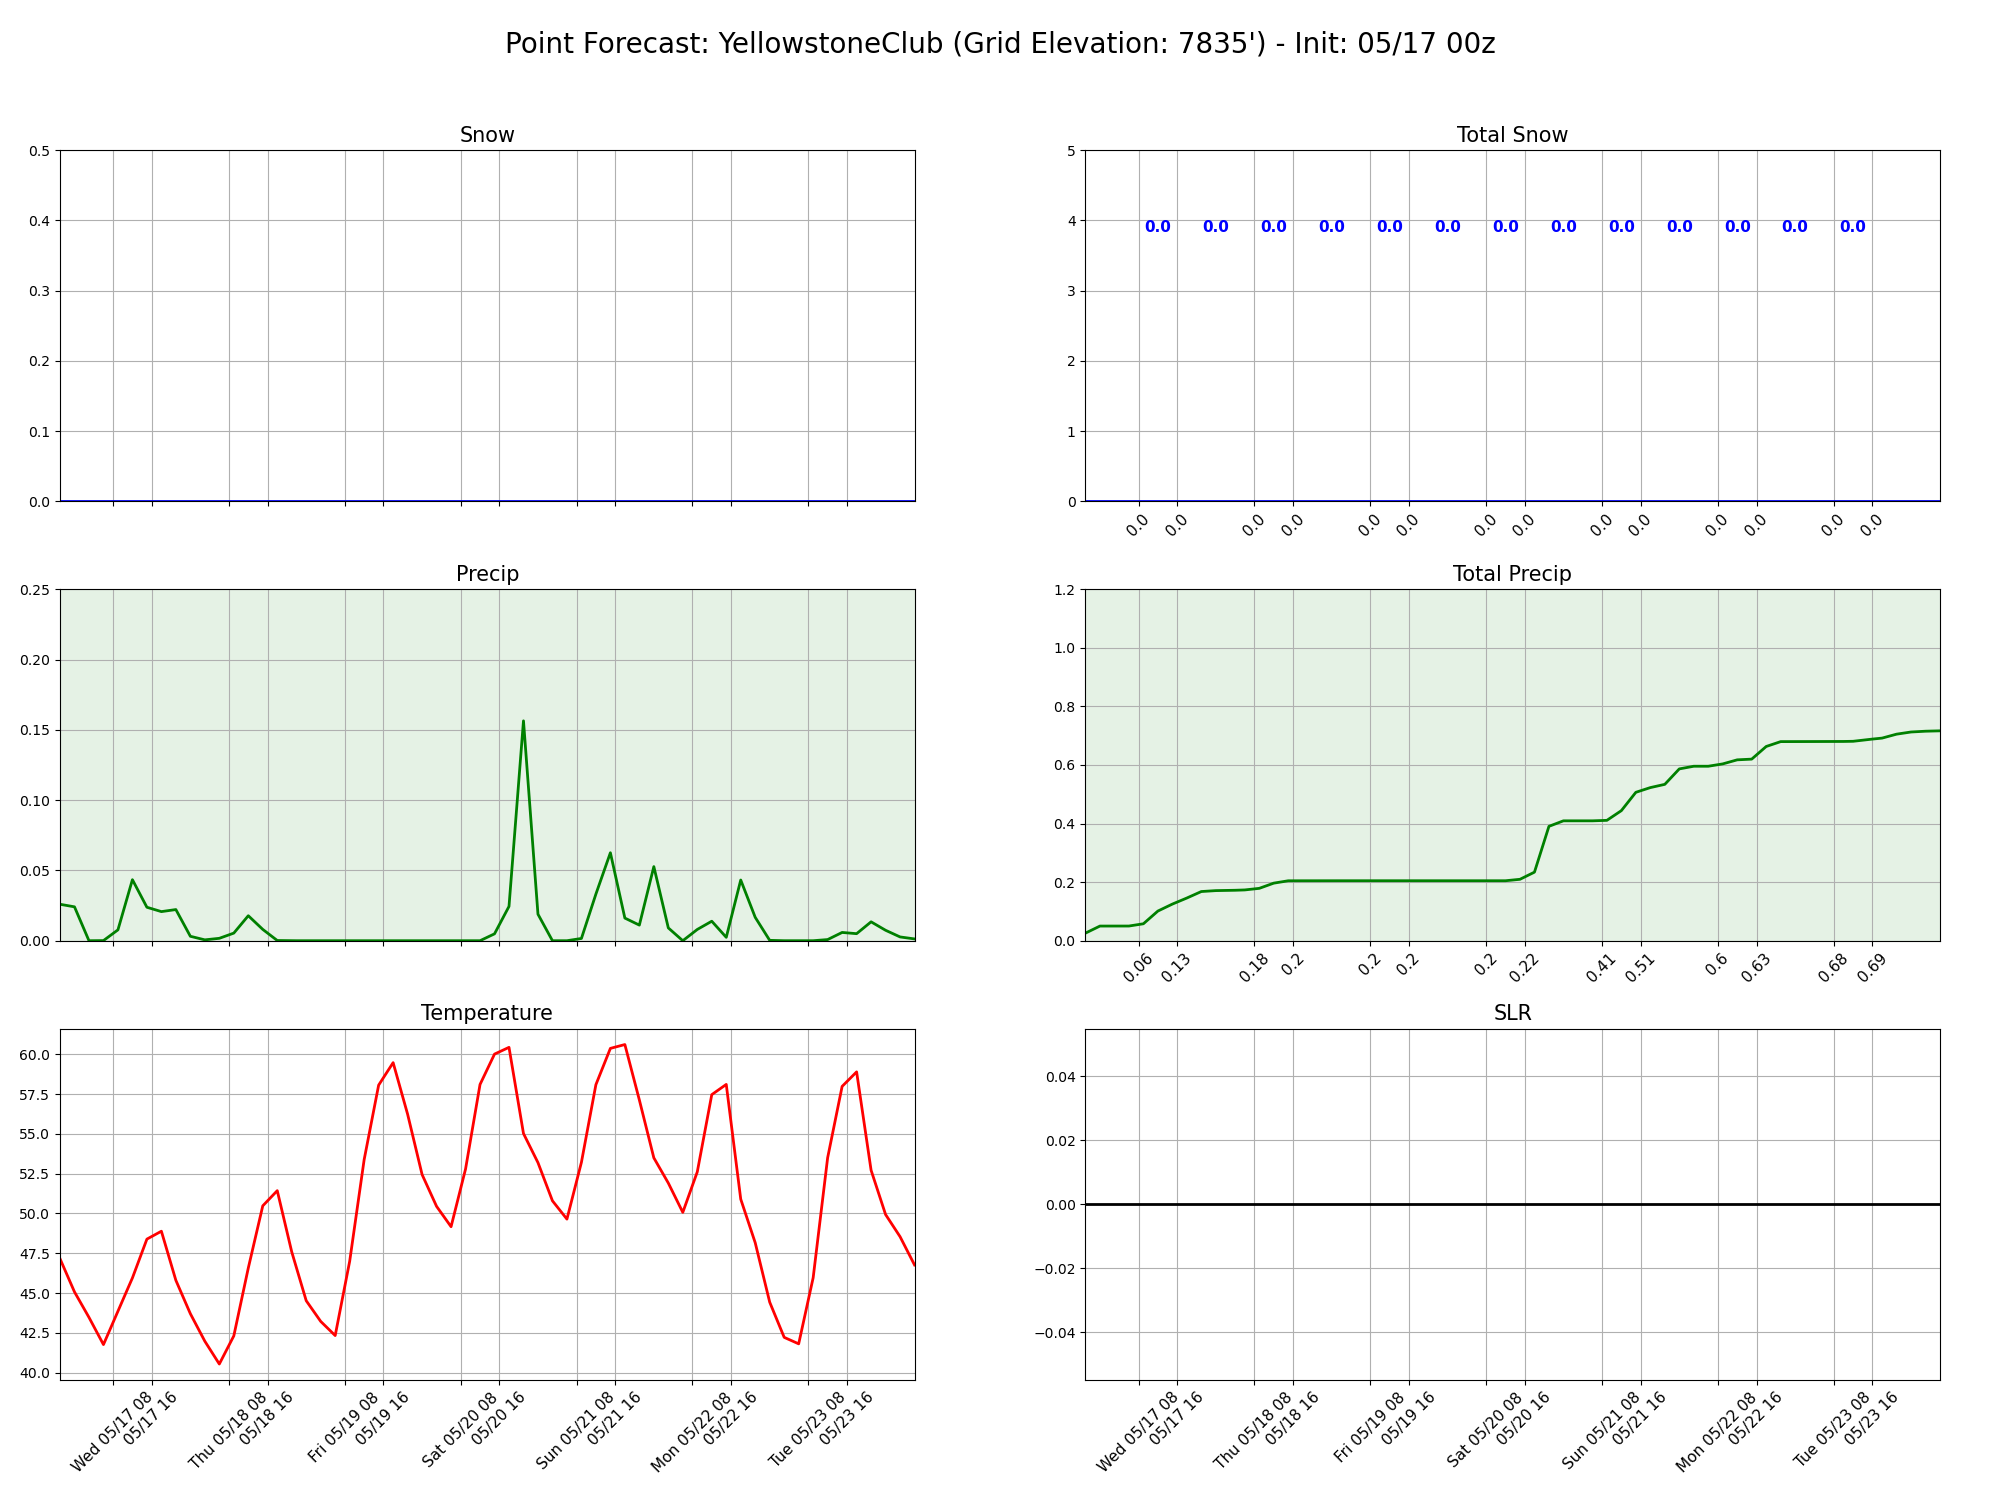 Point Forecast: YellowstoneClub (Grid Elevation: 7835') - Init: 05/17 00z
Snow
0.5
0.4
0.3
0.2
0.1
0.0
Total Snow
5
4
3
2
1
0
0.0 0.0 0.0 0.0 0.0 0.0 0.0 0.0 0.0 0.0 0.0 0.0 0.0
0.0 0.0 0.0 0.0 0.0 0.0 0.0 0.0 0.0 0.0 0.0 0.0 0.0 0.0
Precip
0.25
0.20
0.15
0.10
0.05
0.00
Total Precip
1.2
1.0
0.8
0.6
0.4
0.2
0.0
0.06 0.13 0.18 0.2 0.2 0.2 0.2 0.22 0.41 0.51 0.6 0.63 0.68 0.69
Temperature
60.0
57.5
55.0
52.5
50.0
47.5
45.0
42.5
40.0
Wed 05/17 08
05/17 16
Thu 05/18 08
05/18 16
Fri 05/19 08
05/19 16
Sat 05/20 08
05/20 16
Sun 05/21 08
05/21 16
Mon 05/22 08
05/22 16
Tue 05/23 08
05/23 16
SLR
0.04
0.02
0.00
−0.02
−0.04
Wed 05/17 08
05/17 16
Thu 05/18 08
05/18 16
Fri 05/19 08
05/19 16
Sat 05/20 08
05/20 16
Sun 05/21 08
05/21 16
Mon 05/22 08
05/22 16
Tue 05/23 08
05/23 16